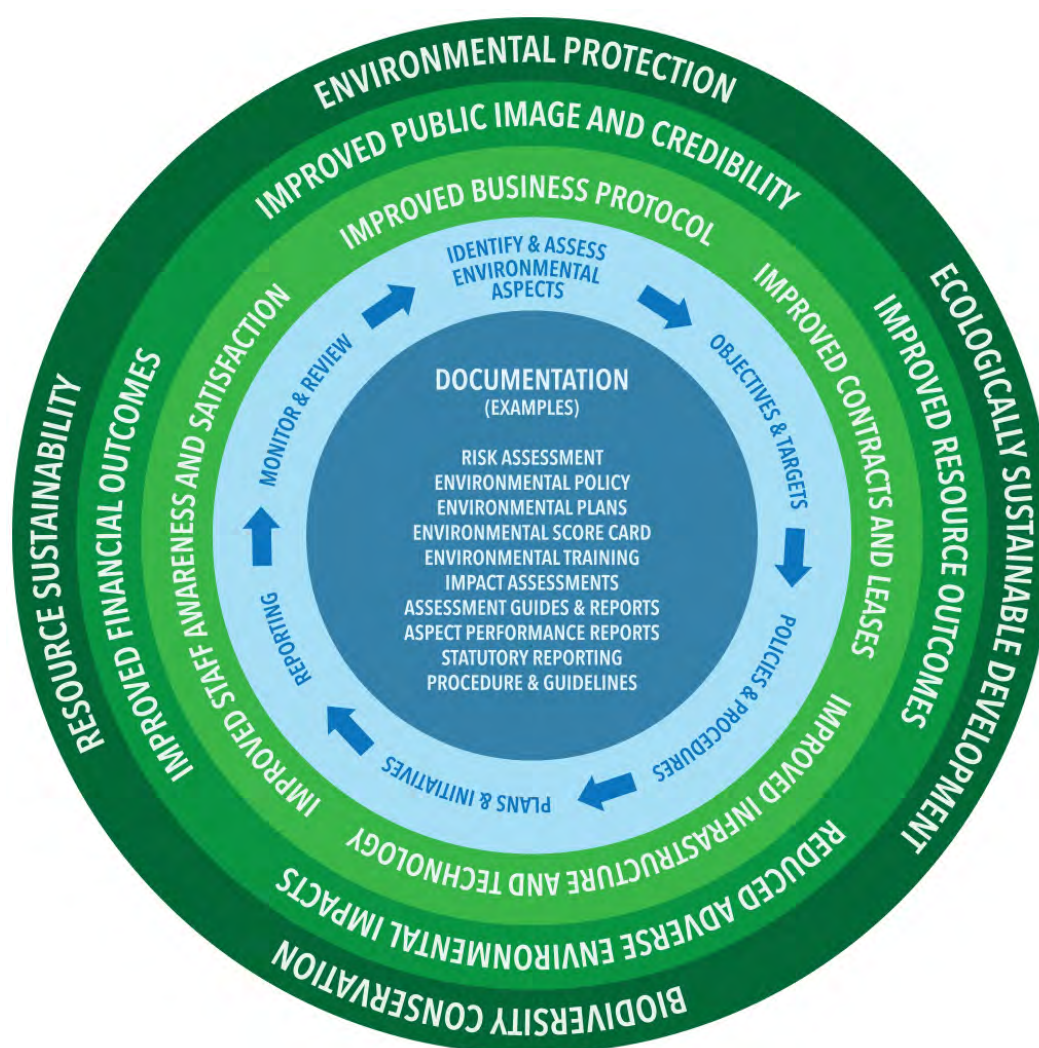 ENVIRONMENTAL PROTECTION
ECOLOGICALLY SUSTAINABLE DEVELOPMENT
BIODIVERSITY CONSERVATION
RESOURCE SUSTAINABILITY
IMPROVED PUBLIC IMAGE AND CREDIBILITY
IMPROVED RESOURCE OUTCOMES
REDUCED ADVERSE ENVIRONMENTAL IMPACTS
IMPROVED FINANCIAL OUTCOMES
IMPROVED BUSINESS PROTOCOL
IMPROVED CONTRACTS AND LEASES
IMPROVED INFRASTRUCTURE AND TECHNOLOGY
IMPROVED STAFF AWARENESS AND SATISFACTION
IDENTIFY & ASSESS
ENVIRONMENTAL
ASPECTS
OBJECTIVES & TARGETS
POLICIES & PROCEDURES
PLANS & INITIATIVES
REPORTING
MONITOR & REVIEW
DOCUMENTATION
(EXAMPLES)
RISK ASSESSMENT
ENVIRONMENTAL POLICY
ENVIRONMENTAL PLANS
ENVIRONMENTAL SCORE CARD
ENVIRONMENTAL TRAINING
IMPACT ASSESSMENTS
ASSESSMENT GUIDES & REPORTS
ASPECT PERFORMANCE REPORTS
STATUTORY REPORTING
PROCEDURE & GUIDELINES